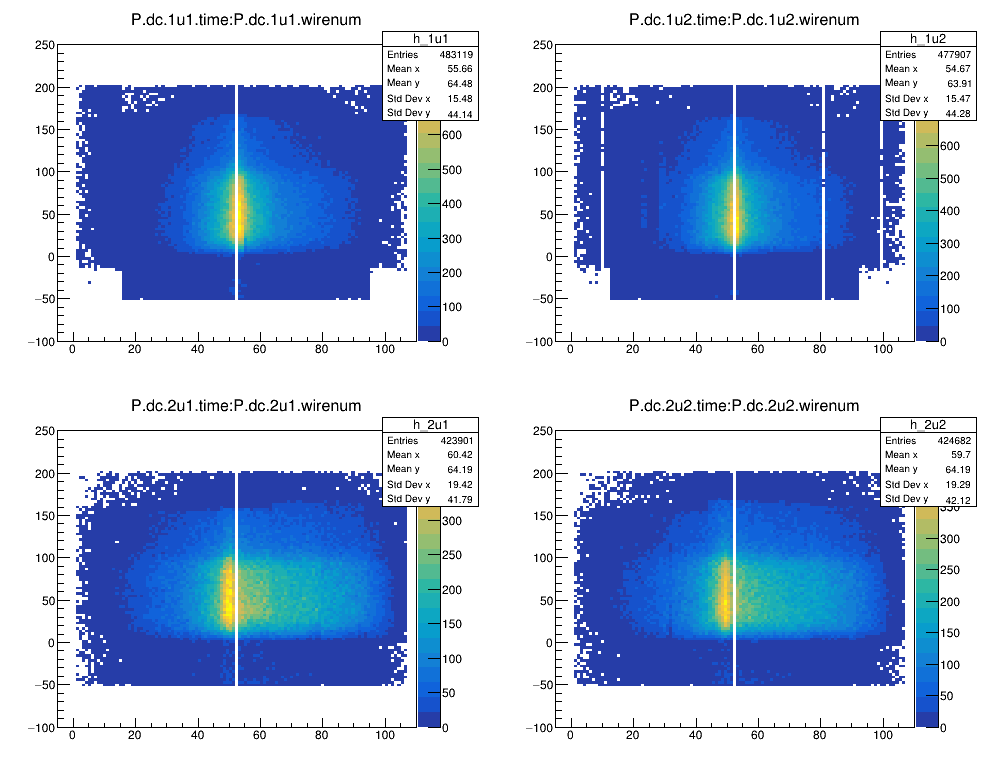 P.dc.1u1.time:P.dc.1u1.wirenum
h_1u1
Entries 483119
Mean x 55.66
Mean y 64.48
Std Dev x 15.48
Std Dev y 44.14
250
200
150
100
50
0
−50
−100
0 20 40 60 80 100
600
500
400
300
200
100
0
P.dc.1u2.time:P.dc.1u2.wirenum
h_1u2
Entries 477907
Mean x 54.67
Mean y 63.91
Std Dev x 15.47
Std Dev y 44.28
250
200
150
100
50
0
−50
−100
0 20 40 60 80 100
600
500
400
300
200
100
0
P.dc.2u1.time:P.dc.2u1.wirenum
h_2u1
Entries 423901
Mean x 60.42
Mean y 64.19
Std Dev x 19.42
Std Dev y 41.79
250
200
150
100
50
0
−50
−100
0 20 40 60 80 100
300
250
200
150
100
50
0
P.dc.2u2.time:P.dc.2u2.wirenum
h_2u2
Entries 424682
Mean x 59.7
Mean y 64.19
Std Dev x 19.29
Std Dev y 42.12
250
200
150
100
50
0
−50
−100
0 20 40 60 80 100
350
300
250
200
150
100
50
0